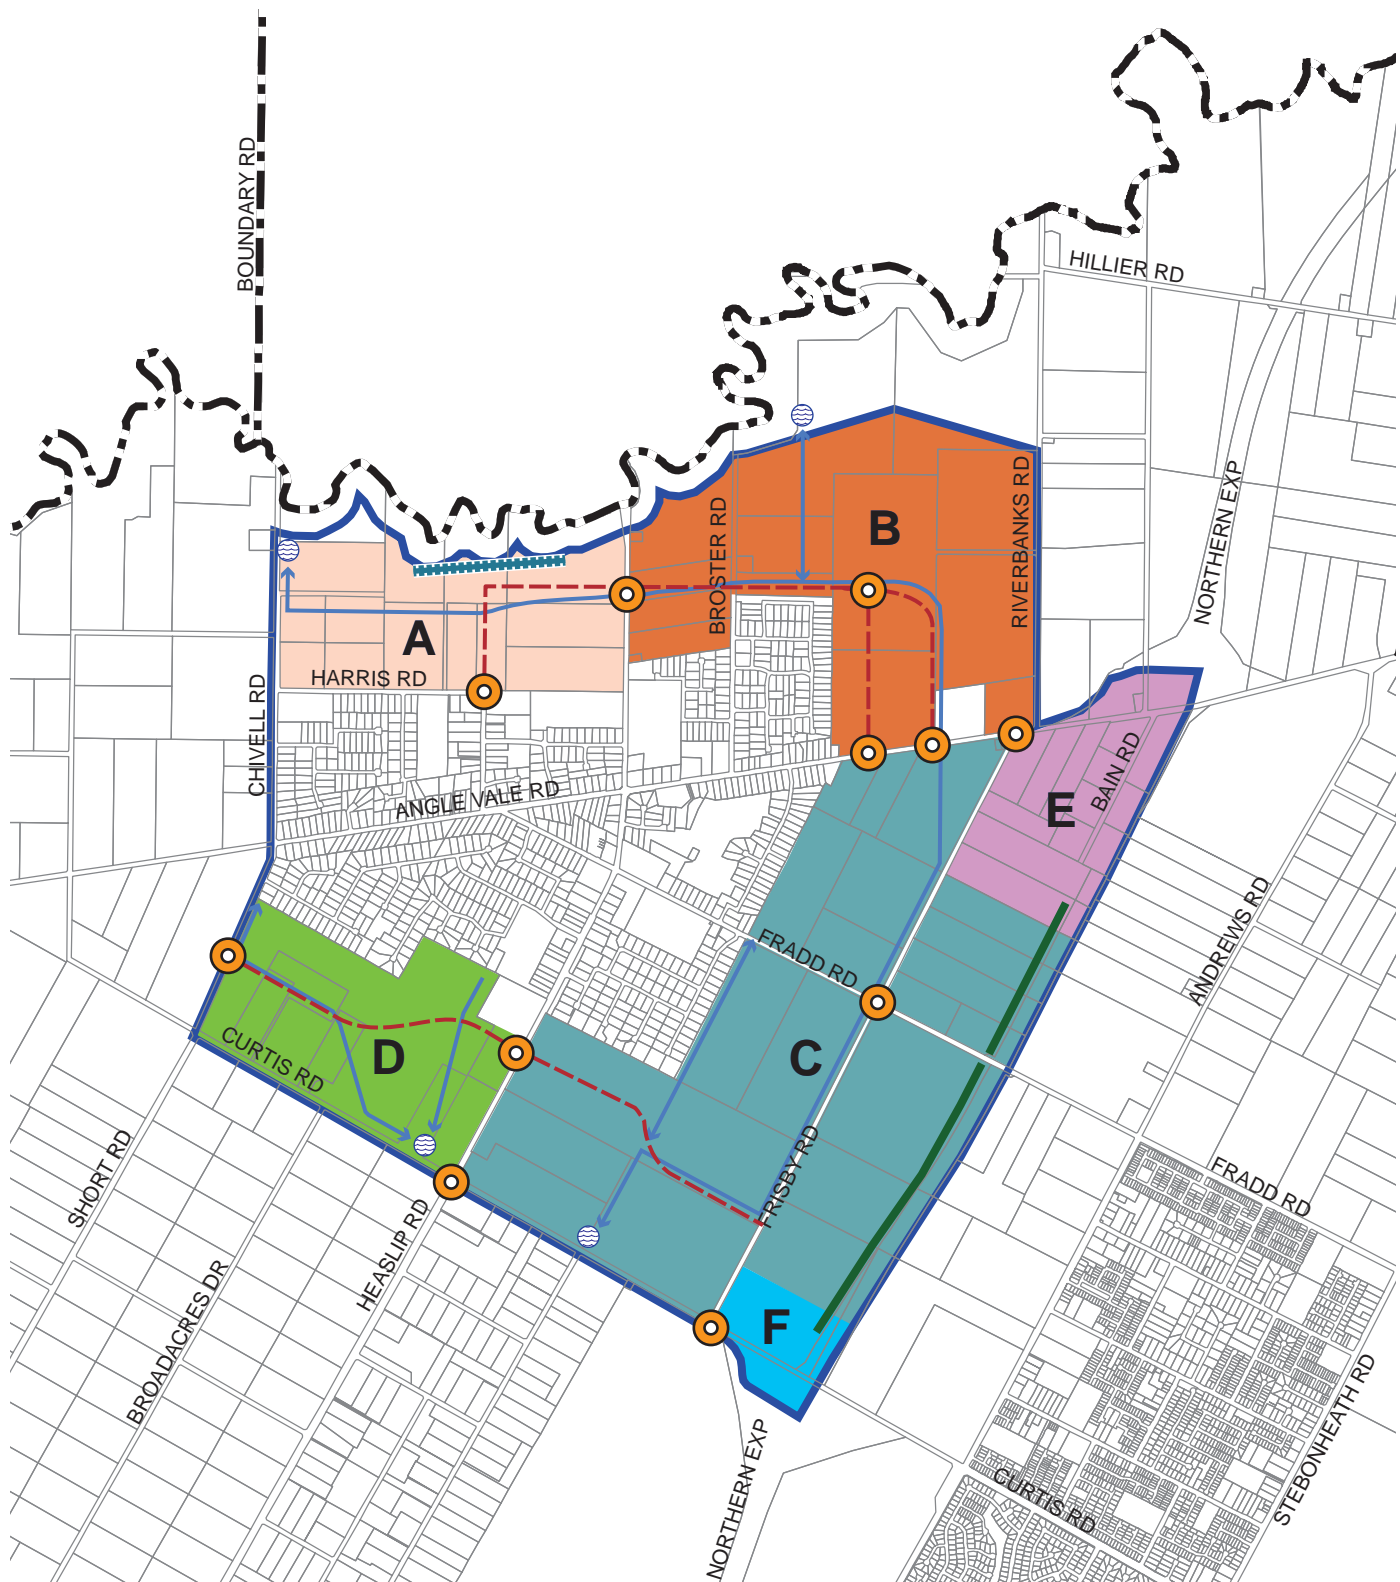 BOUNDARY RD
HILLIER RD
NORTHERN EXP
RIVERBANKS RD
BROSTER RD
B
A
HARRIS RD
CHIVELL RD
BAIN RD
ANGLE VALE RD
E
ANDREWS RD
FRADD RD
C
D
CURTIS RD
SHORT RD
FRISBY RD
FRADD RD
HEASLIP RD
BROADACRES DR
F
STEBONHEATH RD
NORTHERN EXP
CURTIS RD